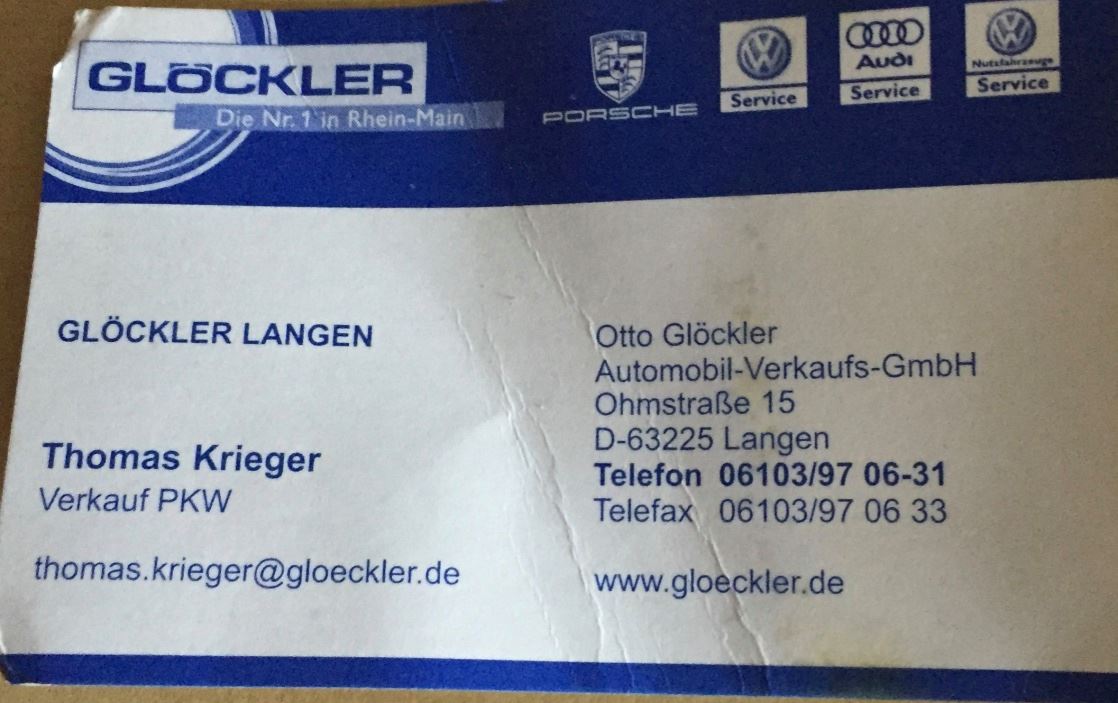 GLÖCKLER
Die Nr. 1 in Rhein-Main
PORSCHE
Service
Audi
Service
Nutzfahrzeuge
Service
GLÖCKLER LANGEN
Thomas Krieger
Verkauf PKW
thomas.krieger@gloeckler.de
Otto Glöckler
Automobil-Verkaufs-GmbH
Ohmstraße 15
D-63225 Langen
Telefon 06103/97 06-31
Telefax 06103/97 06 33
www.gloeckler.de